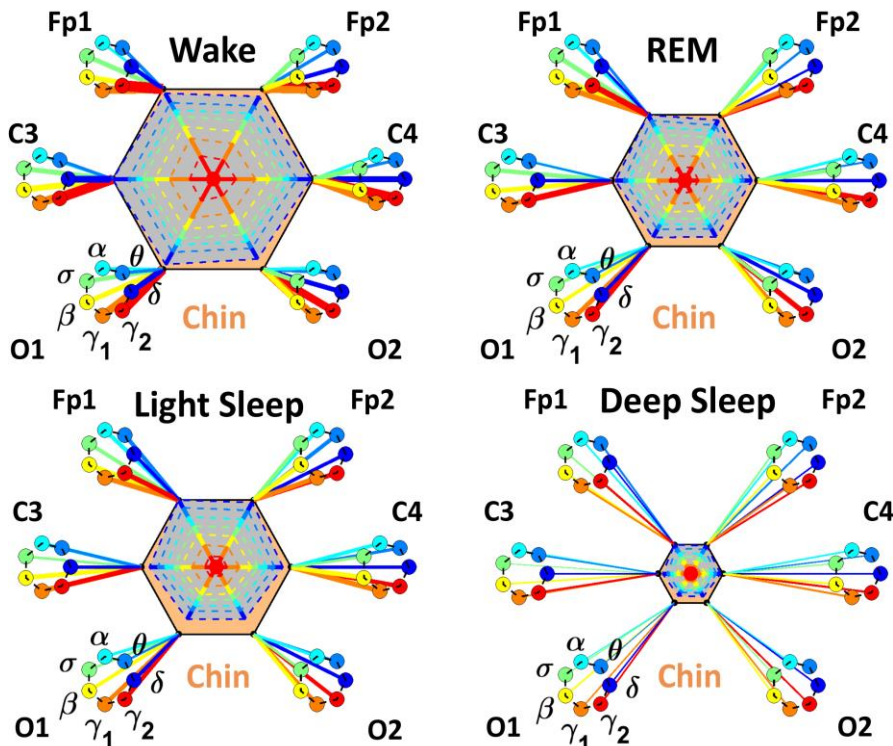 Fp1 Wake Fp2
C3 C4
α θ
σ δ
β γ1 γ2 Chin
O1 O2
Fp1 REM Fp2
C3 C4
α θ
σ δ
β γ1 γ2 Chin
O1 O2
Fp1 Light Sleep Fp2
C3 C4
α θ
σ δ
β γ1 γ2 Chin
O1 O2
Fp1 Deep Sleep Fp2
C3 C4
α θ
σ δ
β γ1 γ2 Chin
O1 O2